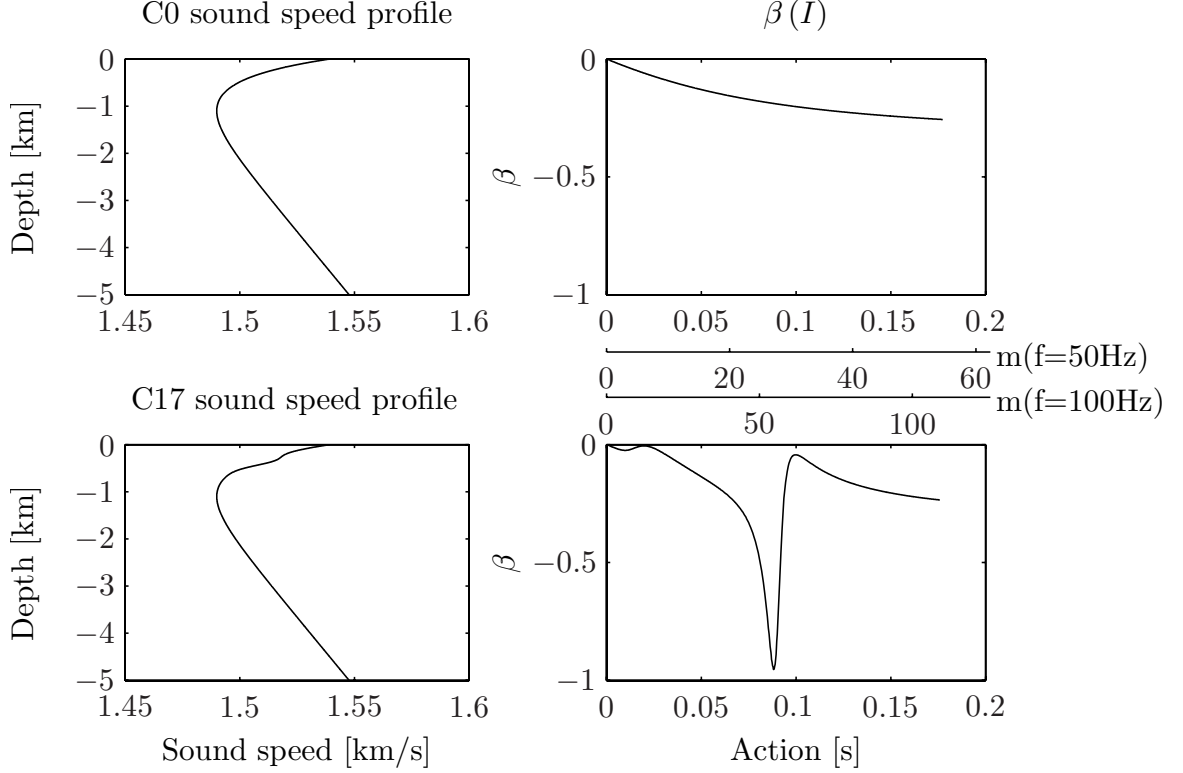 C0 sound speed profile
β (I)
Depth [km]
0
−1
−2
−3
−4
−5
1.45 1.5 1.55 1.6
β
0
−0.5
−1
0 0.05 0.1 0.15 0.2
m(f=50Hz)
0 20 40 60
m(f=100Hz)
0 50 100
C17 sound speed profile
Depth [km]
0
−1
−2
−3
−4
−5
1.45 1.5 1.55 1.6
Sound speed [km/s]
β
0
−0.5
−1
0 0.05 0.1 0.15 0.2
Action [s]